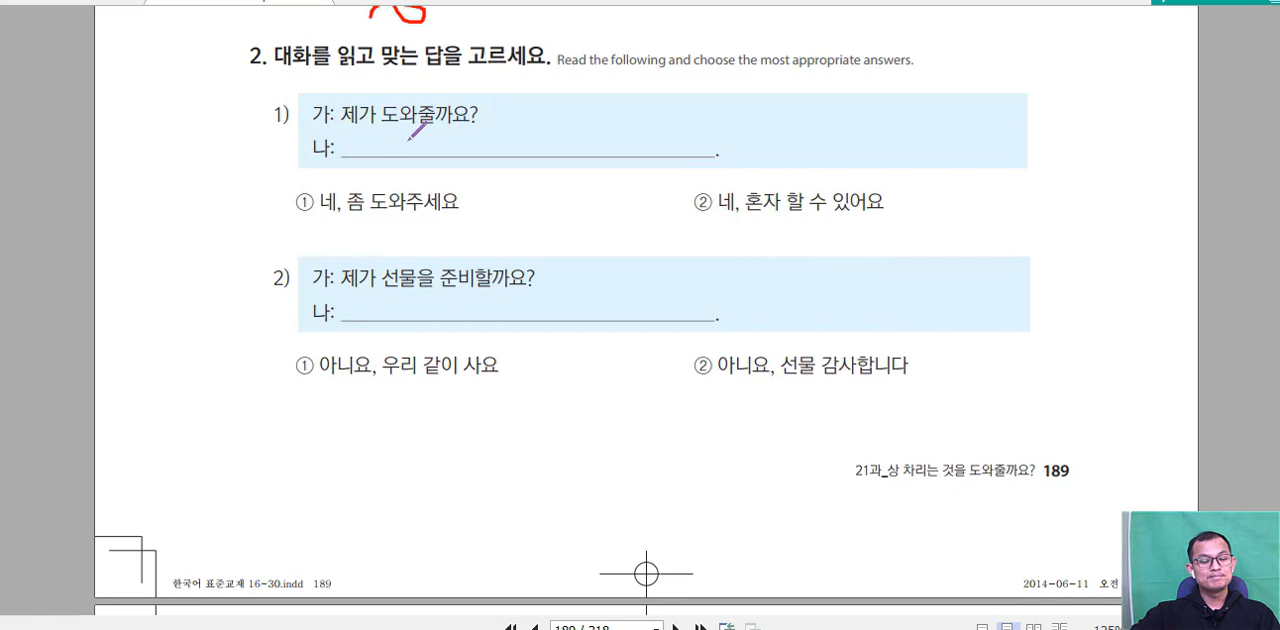 2. 대화를 읽고 맞는 답을 고르세요. Read the following and choose the most appropriate answers.
1) 가: 제가 도와줄까요?
나: .
① 네, 좀 도와주세요 ② 네, 혼자 할 수 있어요
2) 가: 제가 선물을 준비할까요?
나: .
① 아니요, 우리 같이 사요 ② 아니요, 선물 감사합니다
21과_상 차리는 것을 도와줄까요? 189
한국어 표준교재 16-30.indd 189 2014-06-11 오전